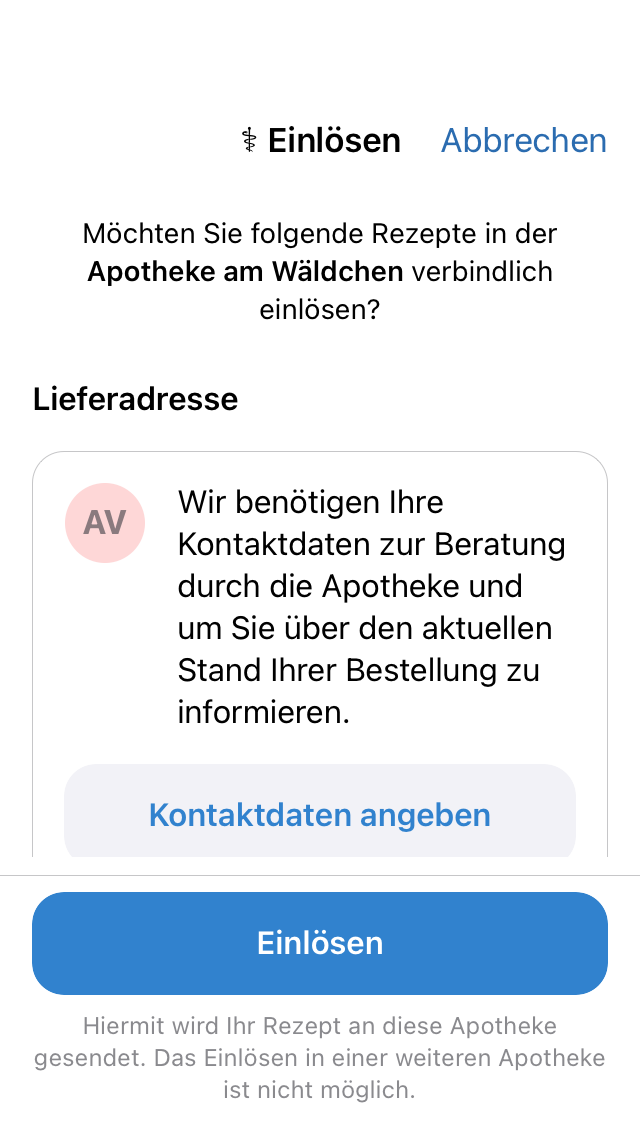 ⚕ Einlösen Abbrechen
Möchten Sie folgende Rezepte in der
Apotheke am Wäldchen verbindlich
einlösen?
Lieferadresse
AV
Wir benötigen Ihre
Kontaktdaten zur Beratung
durch die Apotheke und
um Sie über den aktuellen
Stand Ihrer Bestellung zu
informieren.
Kontaktdaten angeben
Einlösen
Hiermit wird Ihr Rezept an diese Apotheke
gesendet. Das Einlösen in einer weiteren Apotheke
ist nicht möglich.